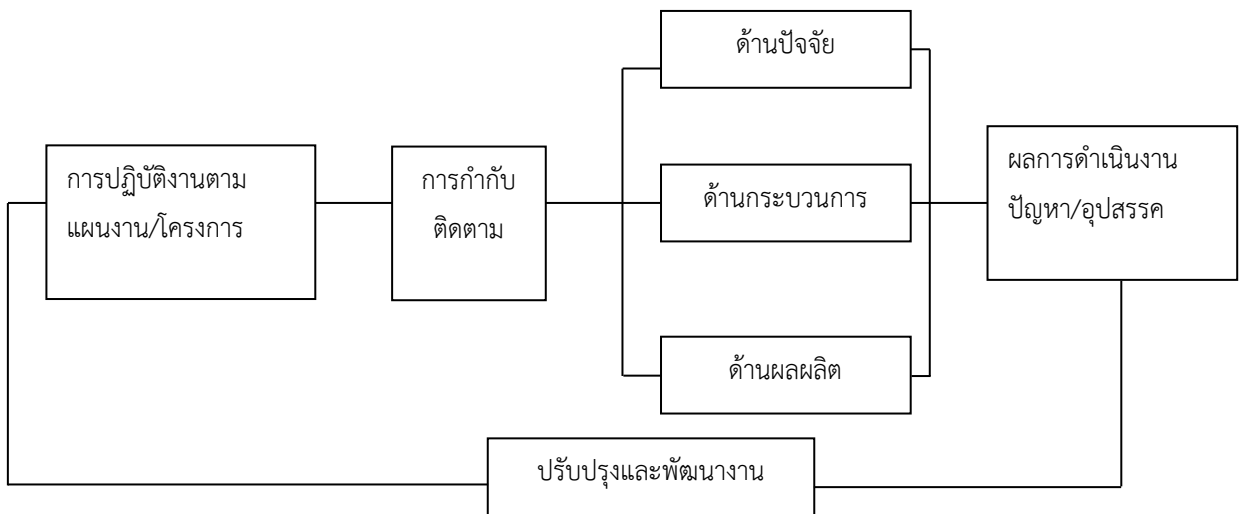 ด้านปัจจัย
การปฏิบัติงานตาม
แผนงาน/โครงการ
การกำกับ
ติดตาม
ด้านกระบวนการ
ผลการดำเนินงาน
ปัญหา/อุปสรรค
ด้านผลผลิต
ปรับปรุงและพัฒนางาน